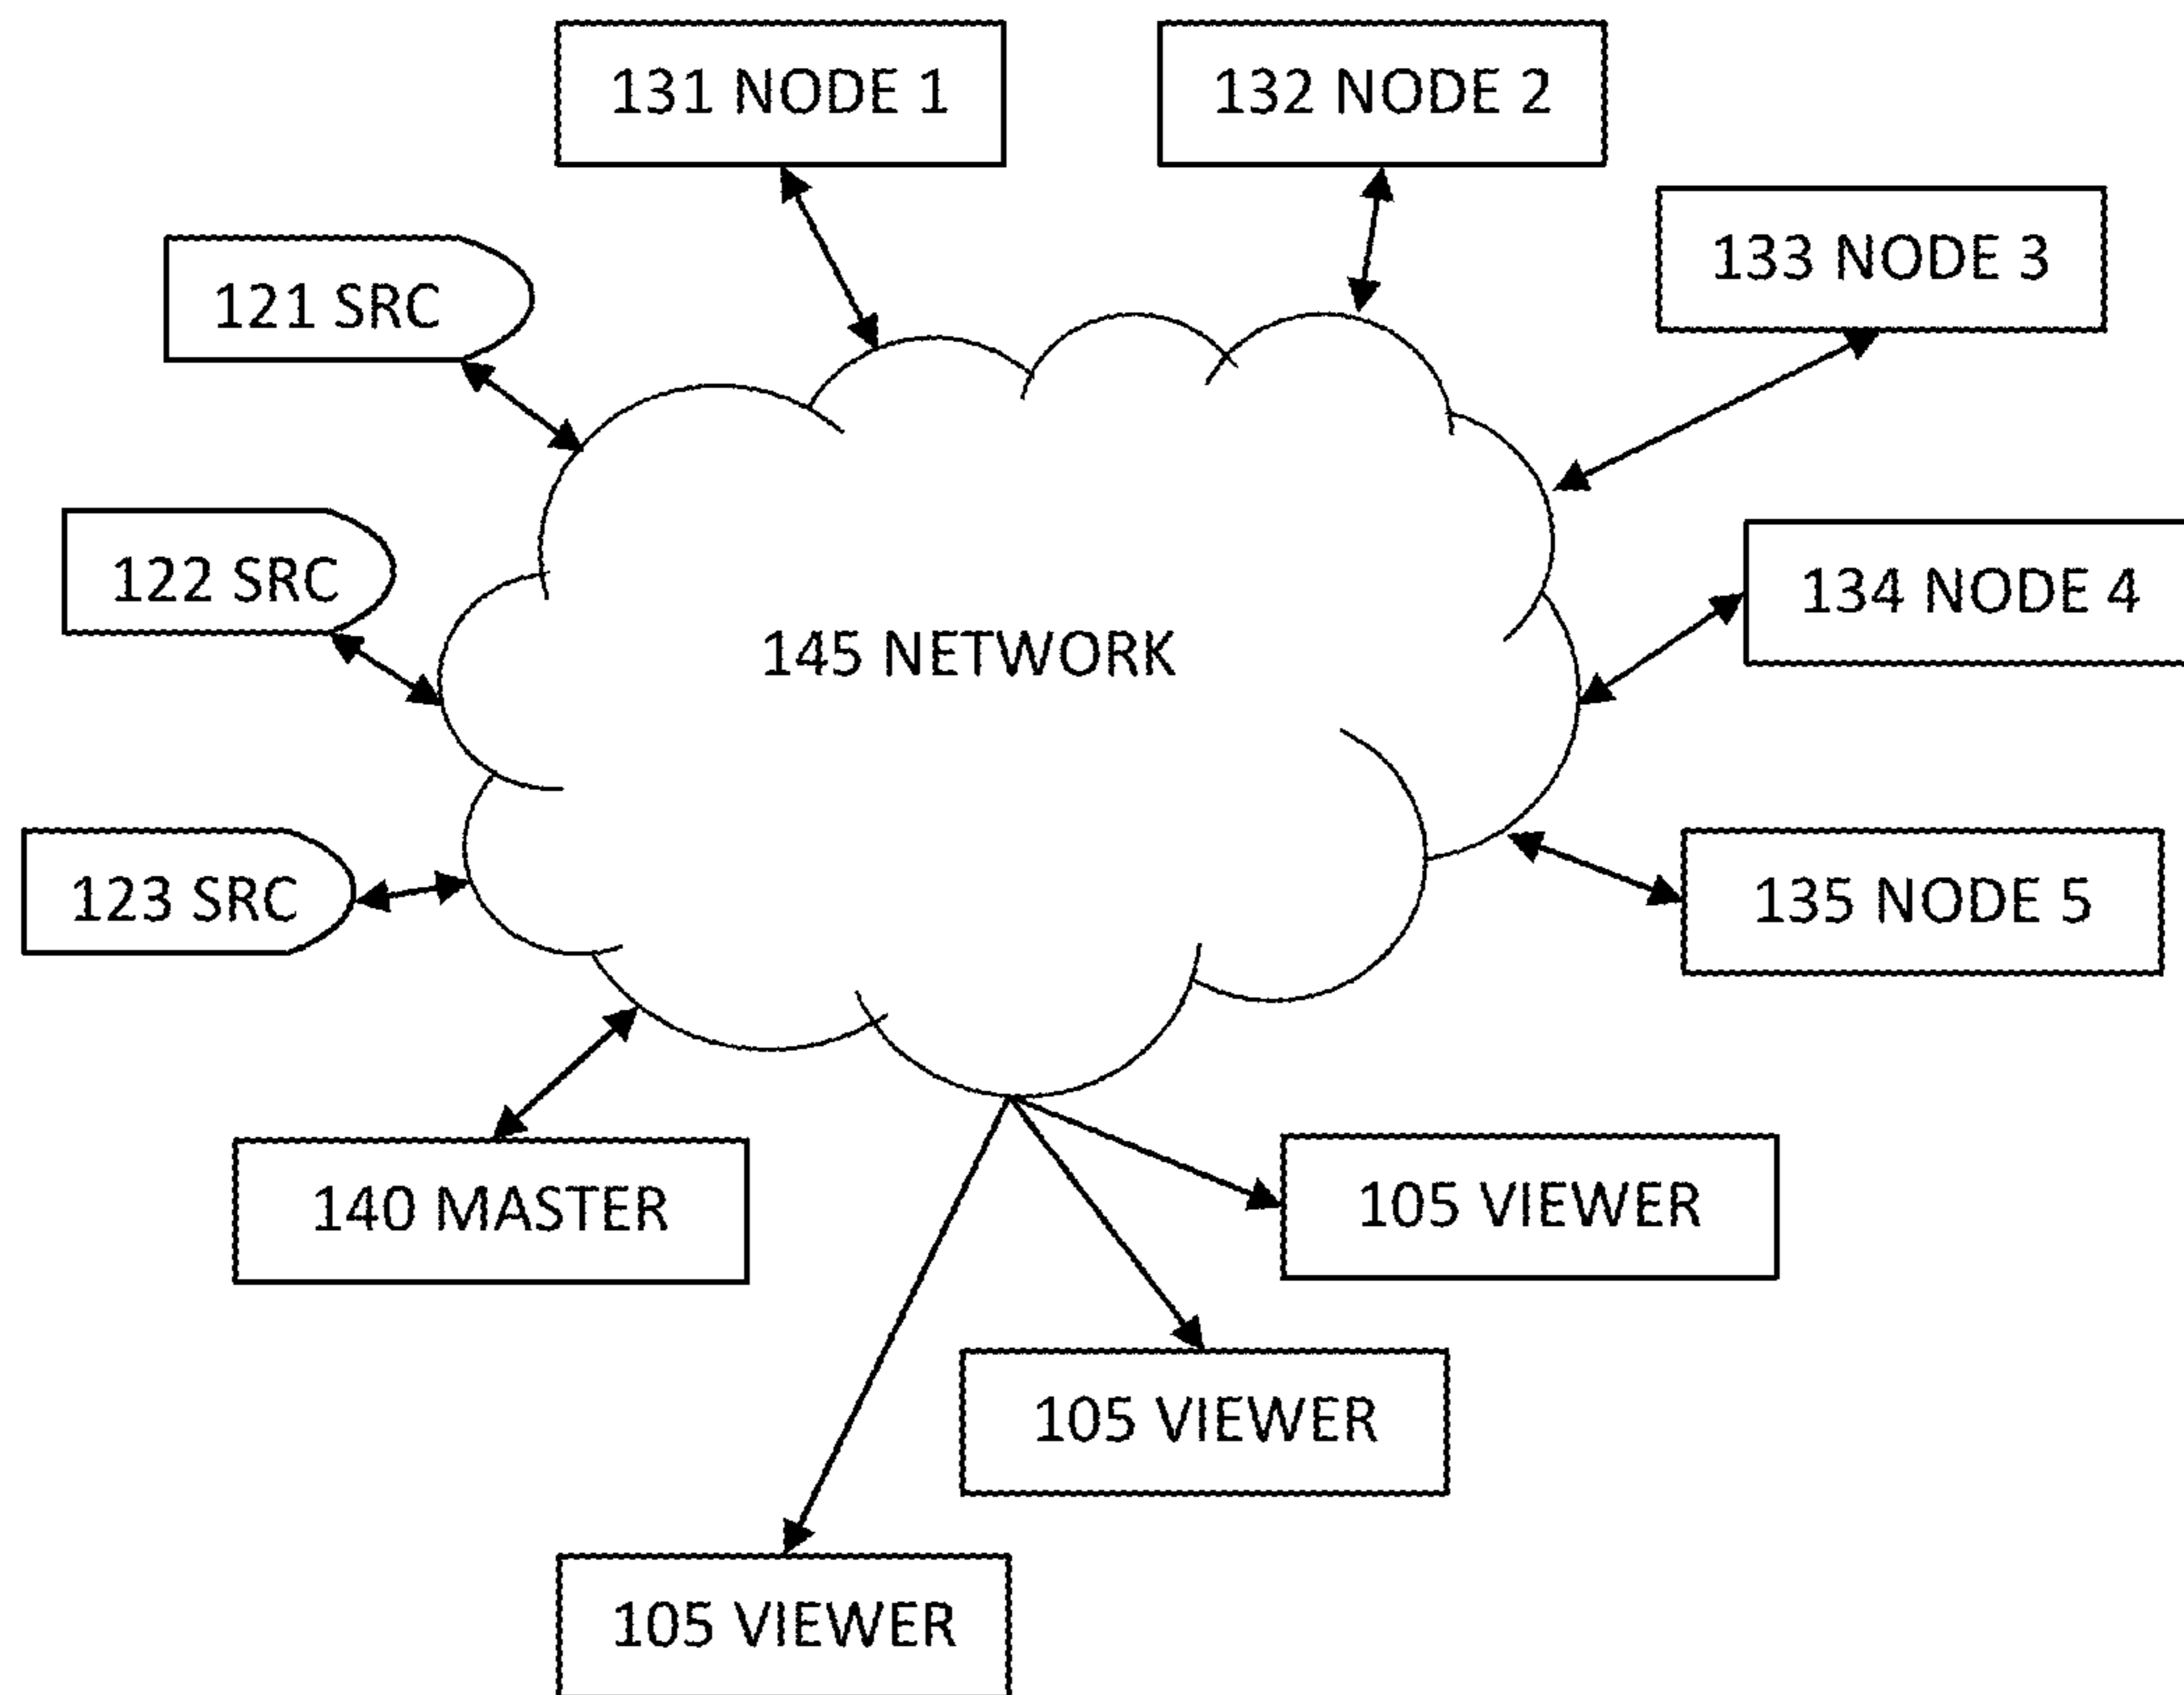 131 NODE 1
132 NODE 2
133 NODE 3
121 SRC
122 SRC
134 NODE 4
145 NETWORK
123 SRC
135 NODE 5
140 MASTER
105 VIEWER
105 VIEWER
105 VIEWER